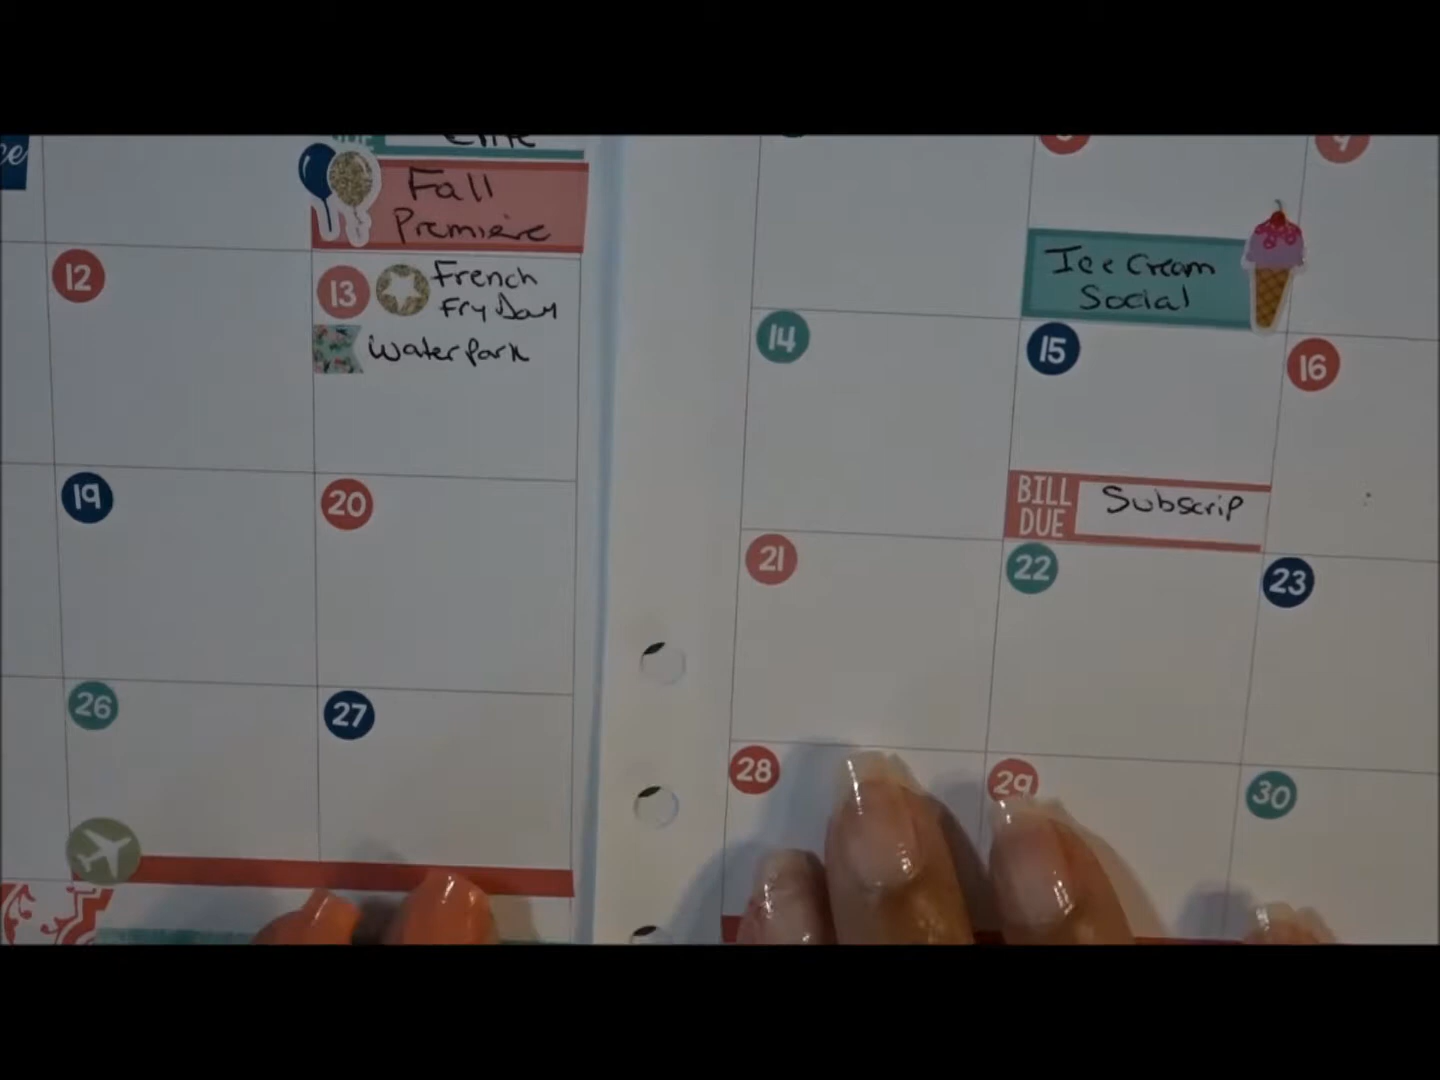 Fall
Premiere
12
13
French
Fry Day
Waterpark
19
20
26
27
Ice Cream
Social
14
15
16
BILL
DUE
Subscrip
21
22
23
28
29
30